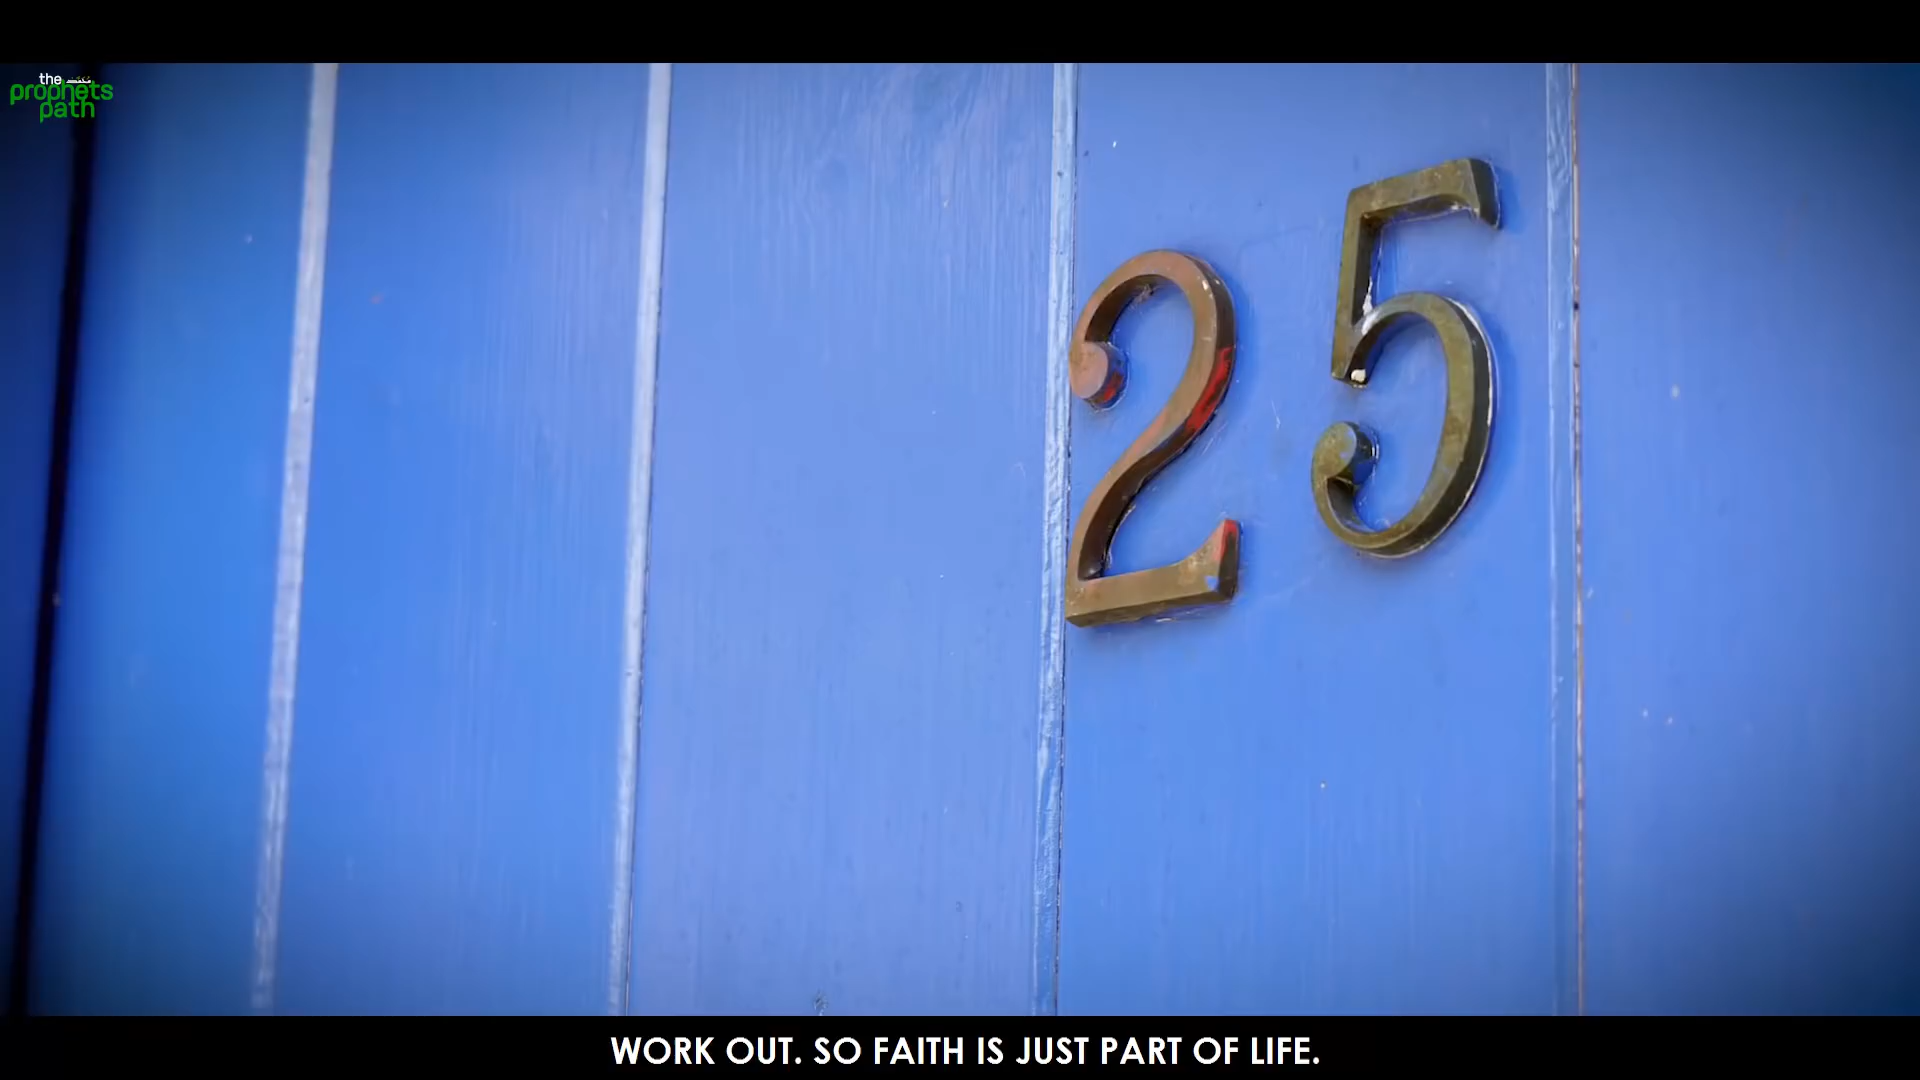 the
prophets
path
25
WORK OUT. SO FAITH IS JUST PART OF LIFE.